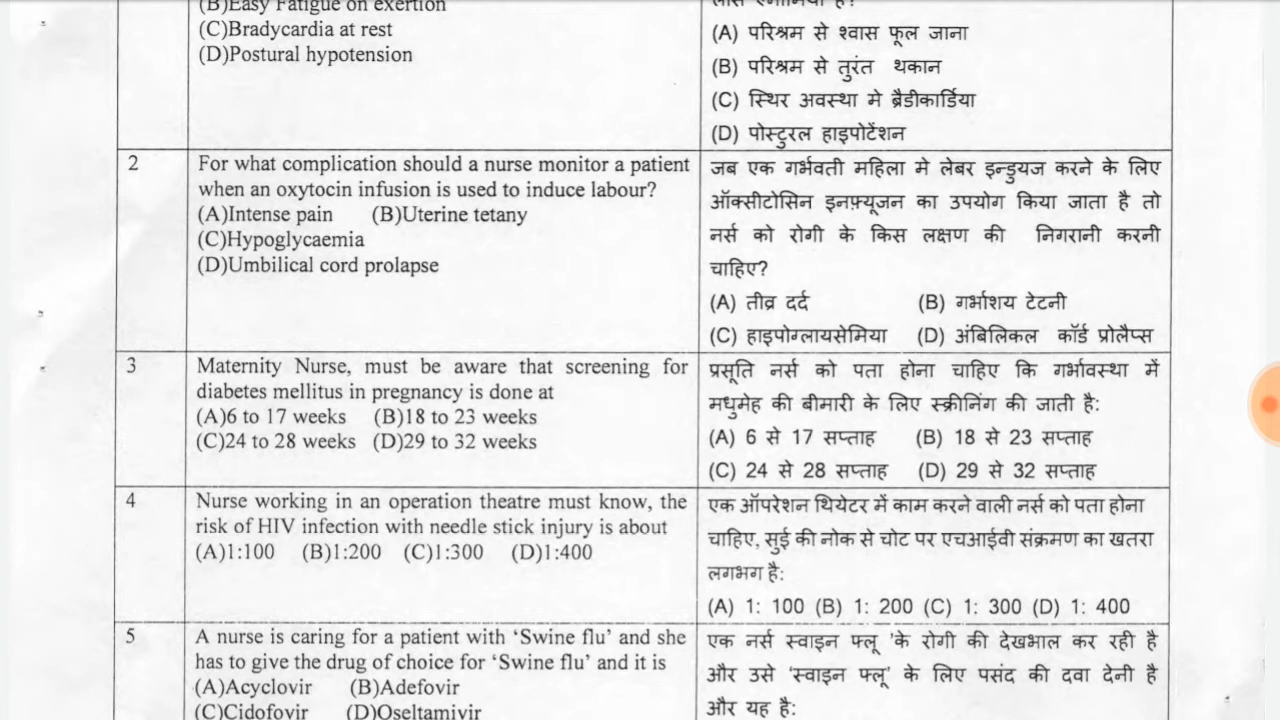 (B)Easy Fatigue on exertion
(C)Bradycardia at rest
(D)Postural hypotension
(A) परिश्रम से श्वास फूल जाना
(B) परिश्रम से तुरंत थकान
(C) स्थिर अवस्था मे ब्रैडीकार्डिया
(D) पोस्टुरल हाइपोटेंशन
2
For what complication should a nurse monitor a patient
when an oxytocin infusion is used to induce labour?
(A)Intense pain (B)Uterine tetany
(C)Hypoglycaemia
(D)Umbilical cord prolapse
जब एक गर्भवती महिला मे लेबर इन्डुयज करने के लिए
ऑक्सीटोसिन इनफ़्यूजन का उपयोग किया जाता है तो
नर्स को रोगी के किस लक्षण की निगरानी करनी
चाहिए?
(A) तीव्र दर्द (B) गर्भाशय टेटनी
(C) हाइपोग्लायसेमिया (D) अंबिलिकल कॉर्ड प्रोलैप्स
3
Maternity Nurse, must be aware that screening for
diabetes mellitus in pregnancy is done at
(A)6 to 17 weeks (B)18 to 23 weeks
(C)24 to 28 weeks (D)29 to 32 weeks
प्रसूति नर्स को पता होना चाहिए कि गर्भावस्था में
मधुमेह की बीमारी के लिए स्क्रीनिंग की जाती है:
(A) 6 से 17 सप्ताह (B) 18 से 23 सप्ताह
(C) 24 से 28 सप्ताह (D) 29 से 32 सप्ताह
4
Nurse working in an operation theatre must know, the
risk of HIV infection with needle stick injury is about
(A)1:100 (B)1:200 (C)1:300 (D)1:400
एक ऑपरेशन थियेटर में काम करने वाली नर्स को पता होना
चाहिए, सुई की नोक से चोट पर एचआईवी संक्रमण का खतरा
लगभग है:
(A) 1: 100 (B) 1: 200 (C) 1: 300 (D) 1: 400
5
A nurse is caring for a patient with ‘Swine flu’ and she
has to give the drug of choice for ‘Swine flu’ and it is
(A)Acyclovir (B)Adefovir
(C)Cidofovir (D)Oseltamivir
एक नर्स स्वाइन फ्लू 'के रोगी की देखभाल कर रही है
और उसे 'स्वाइन फ्लू' के लिए पसंद की दवा देनी है
और यह है: